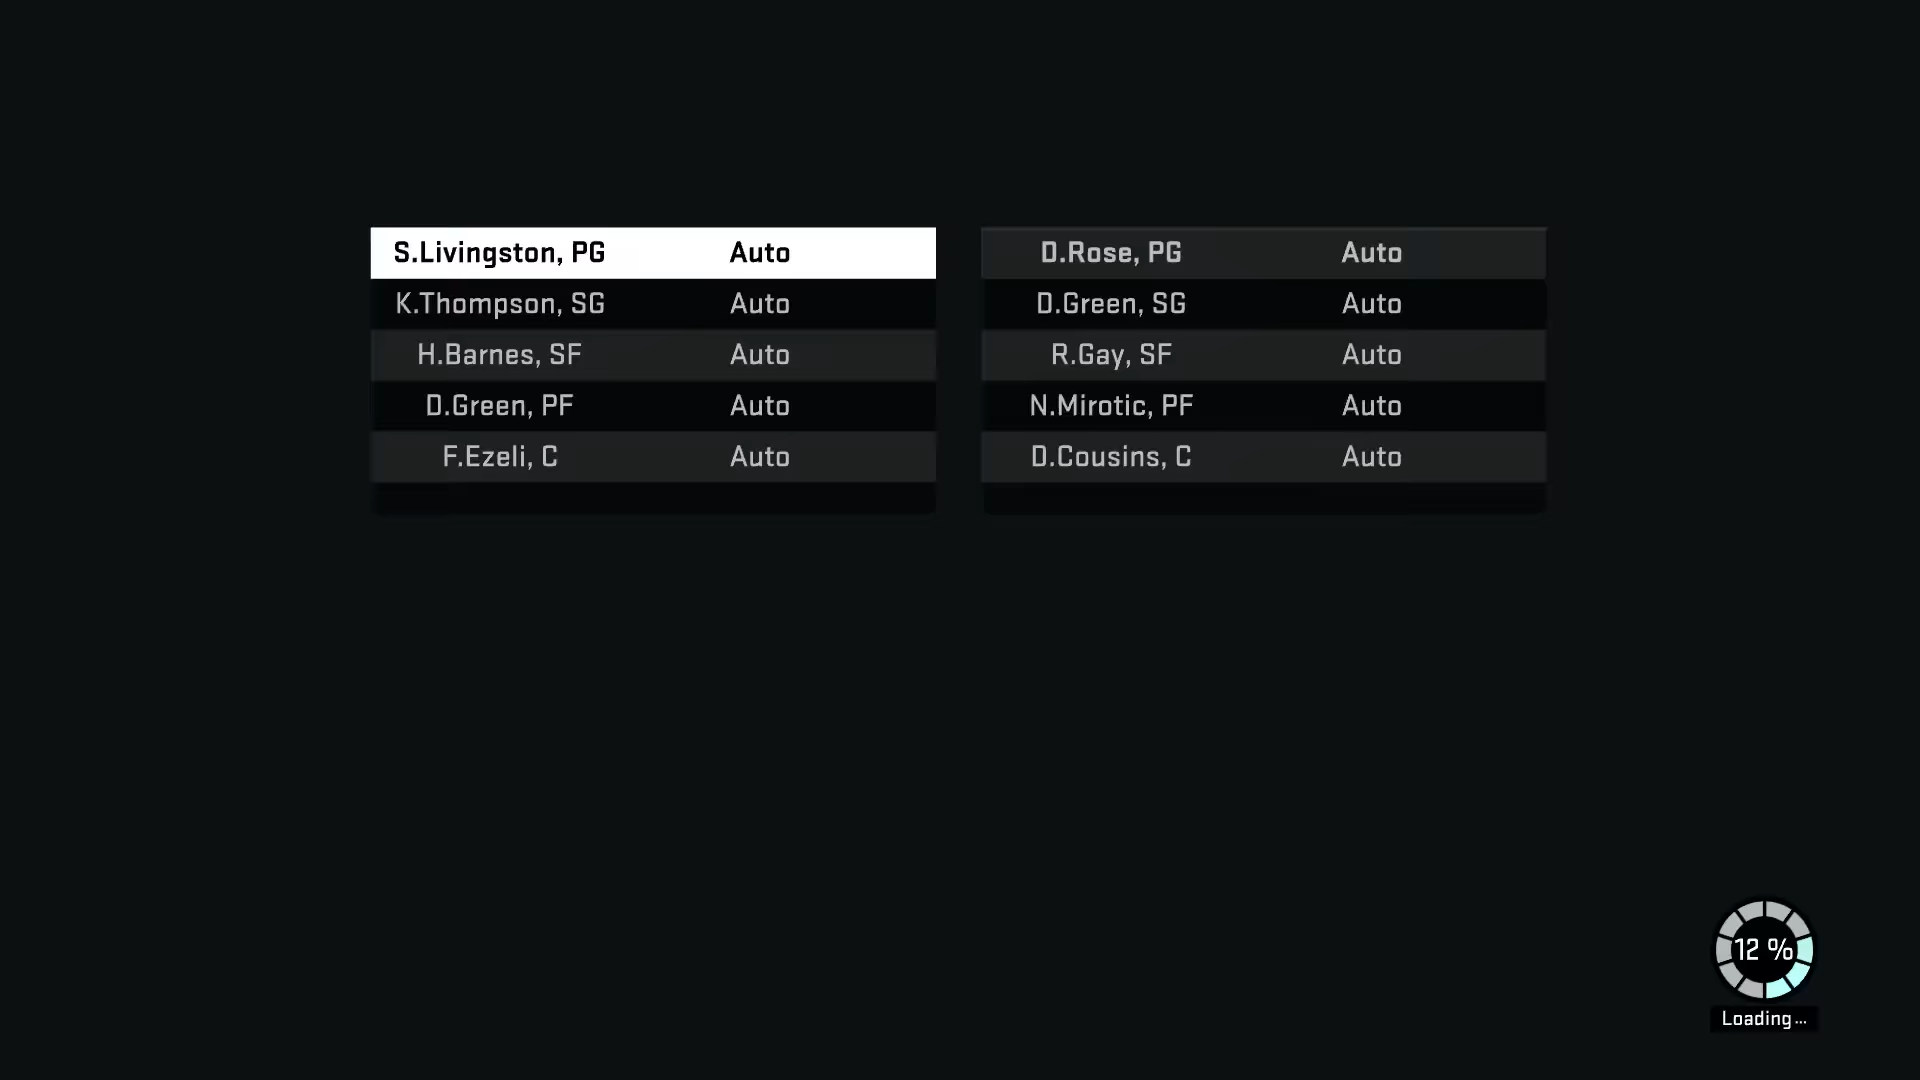 S.Livingston, PG Auto
K.Thompson, SG Auto
H.Barnes, SF Auto
D.Green, PF Auto
F.Ezeli, C Auto
D.Rose, PG Auto
D.Green, SG Auto
R.Gay, SF Auto
N.Mirotic, PF Auto
D.Cousins, C Auto
12 %
Loading...